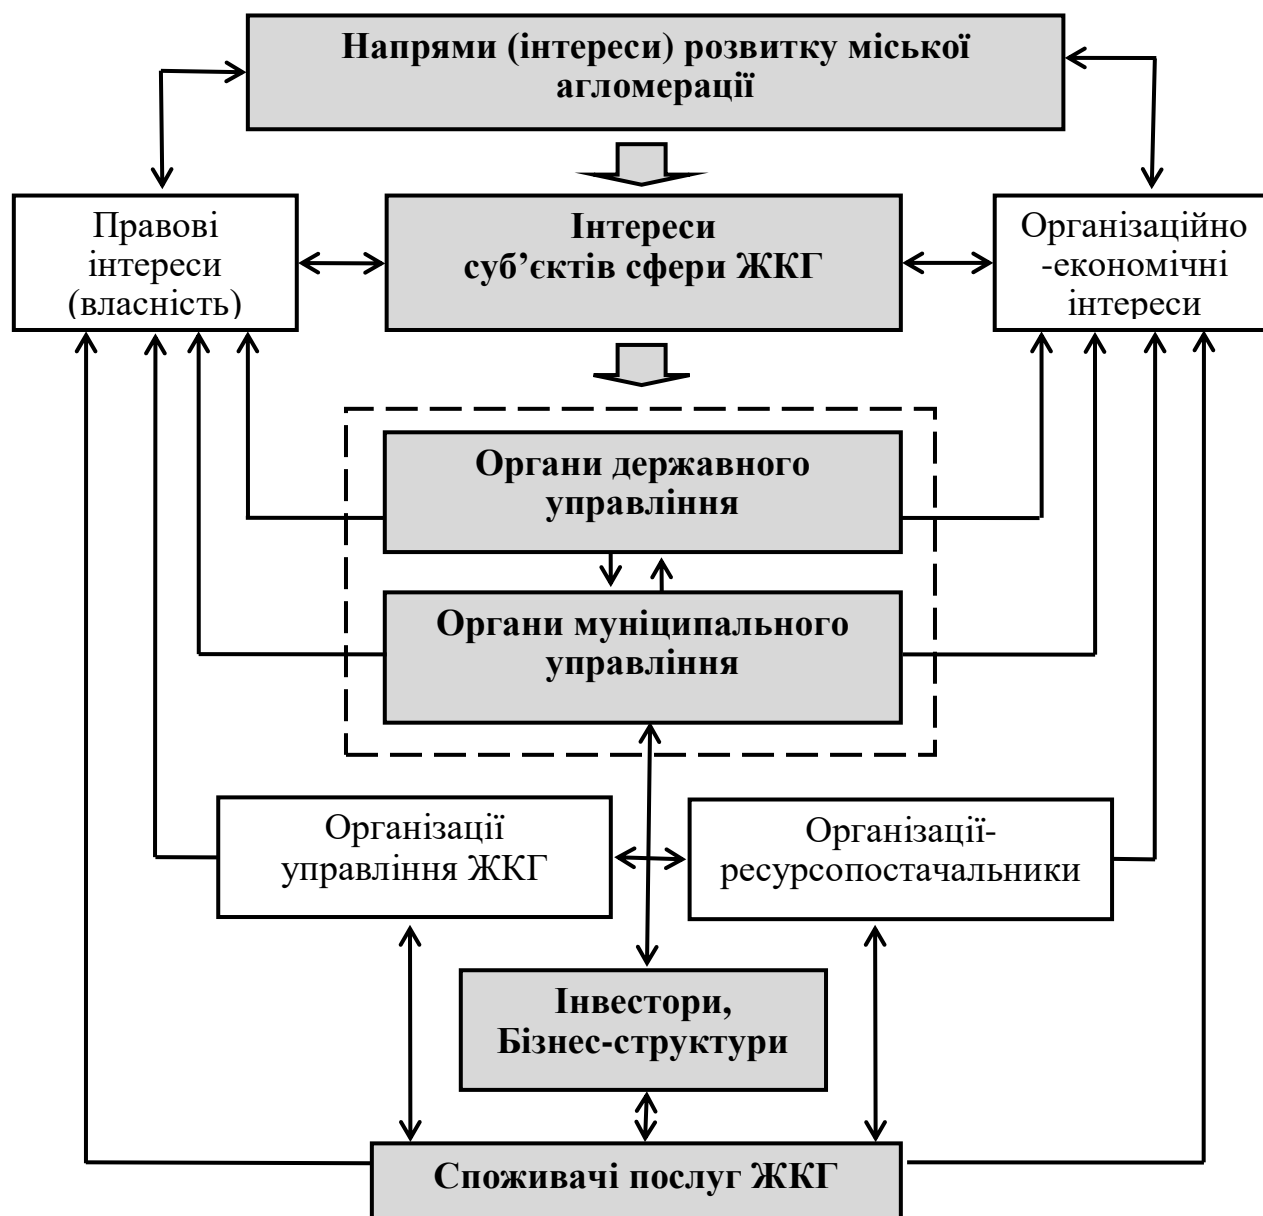 Напрями (інтереси) розвитку міської
агломерації
Правові
інтереси
(власність)
Інтереси
суб’єктів сфери ЖКГ
Організаційно
-економічні
інтереси
Органи державного
управління
Органи муніципального
управління
Організації
управління ЖКГ
Організації-
ресурсопостачальники
Інвестори,
Бізнес-структури
Споживачі послуг ЖКГ